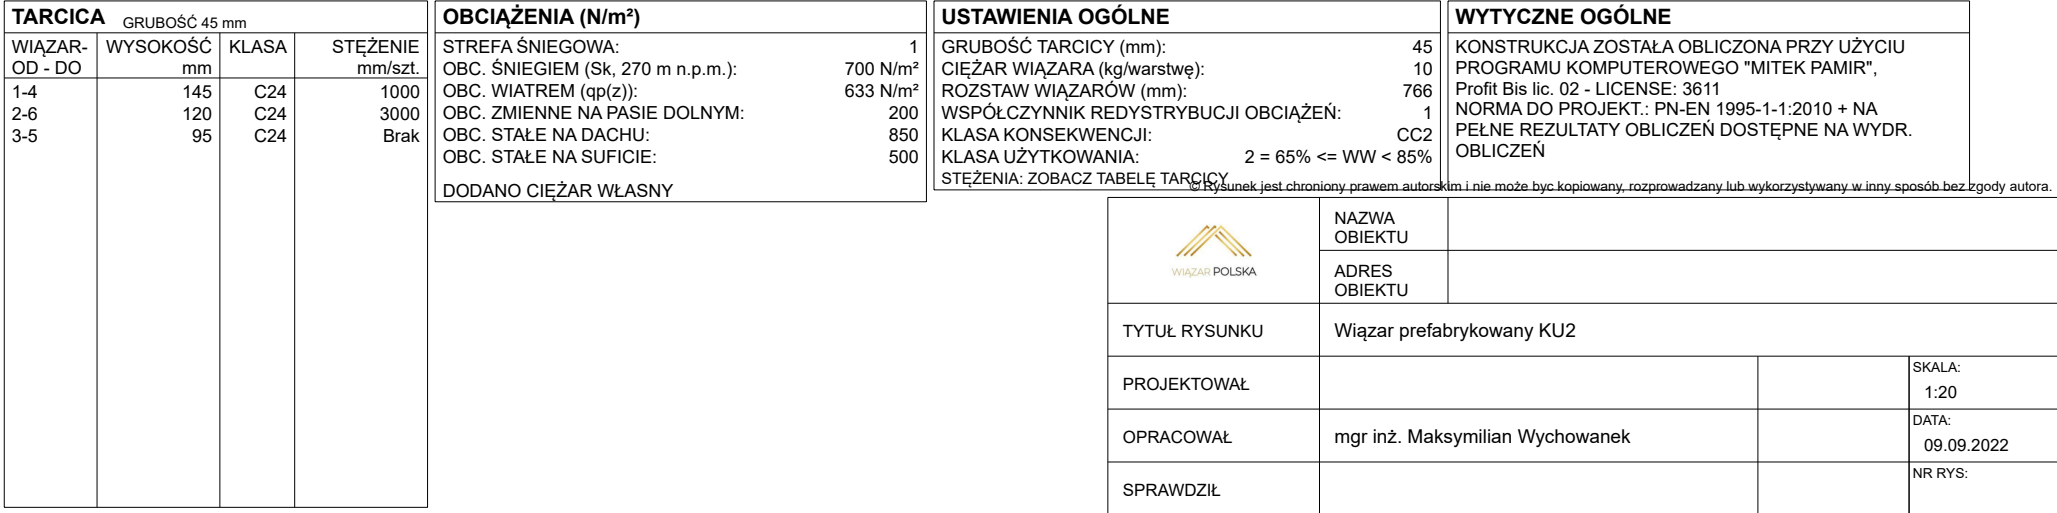 TARCICA GRUBOŚĆ 45 mm
WIĄZAR- WYSOKOŚĆ KLASA STĘŻENIE
OD - DO mm mm/szt.
1-4 145 C24 1000
2-6 120 C24 3000
3-5 95 C24 Brak
OBCIĄŻENIA (N/m²)
STREFA ŚNIEGOWA: 1
OBC. ŚNIEGIEM (Sk, 270 m n.p.m.): 700 N/m²
OBC. WIATREM (qp(z)): 633 N/m²
OBC. ZMIENNE NA PASIE DOLNYM: 200
OBC. STAŁE NA DACHU: 850
OBC. STAŁE NA SUFICIE: 500
DODANO CIĘŻAR WŁASNY
USTAWIENIA OGÓLNE
GRUBOŚĆ TARCICY (mm): 45
CIĘŻAR WIĄZARA (kg/warstwę): 10
ROZSTAW WIĄZARÓW (mm): 766
WSPÓŁCZYNNIK REDYSTRYBUCJI OBCIĄŻEŃ: 1
KLASA KONSEKWENCJI: CC2
KLASA UŻYTKOWANIA: 2 = 65% <= WW < 85%
STĘŻENIA: ZOBACZ TABELĘ TARCICY
WYTYCZNE OGÓLNE
KONSTRUKCJA ZOSTAŁA OBLICZONA PRZY UŻYCIU
PROGRAMU KOMPUTEROWEGO "MITEK PAMIR",
Profit Bis lic. 02 - LICENSE: 3611
NORMA DO PROJEKT.: PN-EN 1995-1-1:2010 + NA
PEŁNE REZULTATY OBLICZEŃ DOSTĘPNE NA WYDR.
OBLICZEŃ
© Rysunek jest chroniony prawem autorskim i nie może byc kopiowany, rozprowadzany lub wykorzystywany w inny sposób bez zgody autora.
WIĄZAR POLSKA
NAZWA
OBIEKTU
ADRES
OBIEKTU
TYTUŁ RYSUNKU Wiązar prefabrykowany KU2
PROJEKTOWAŁ
SKALA:
1:20
OPRACOWAŁ mgr inż. Maksymilian Wychowanek
DATA:
09.09.2022
SPRAWDZIŁ
NR RYS: